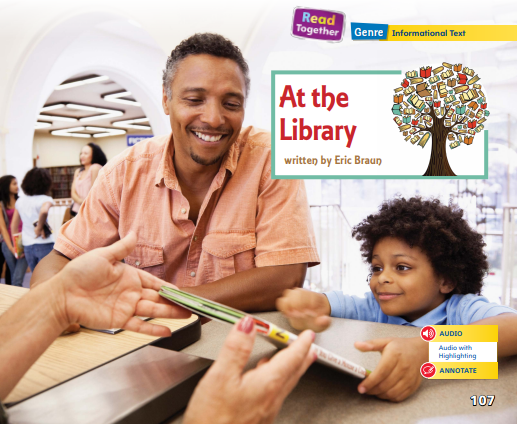 Read
Together
Genre Informational Text
At the
Library
written by Eric Braun
AUDIO
Audio with
Highlighting
ANNOTATE
107